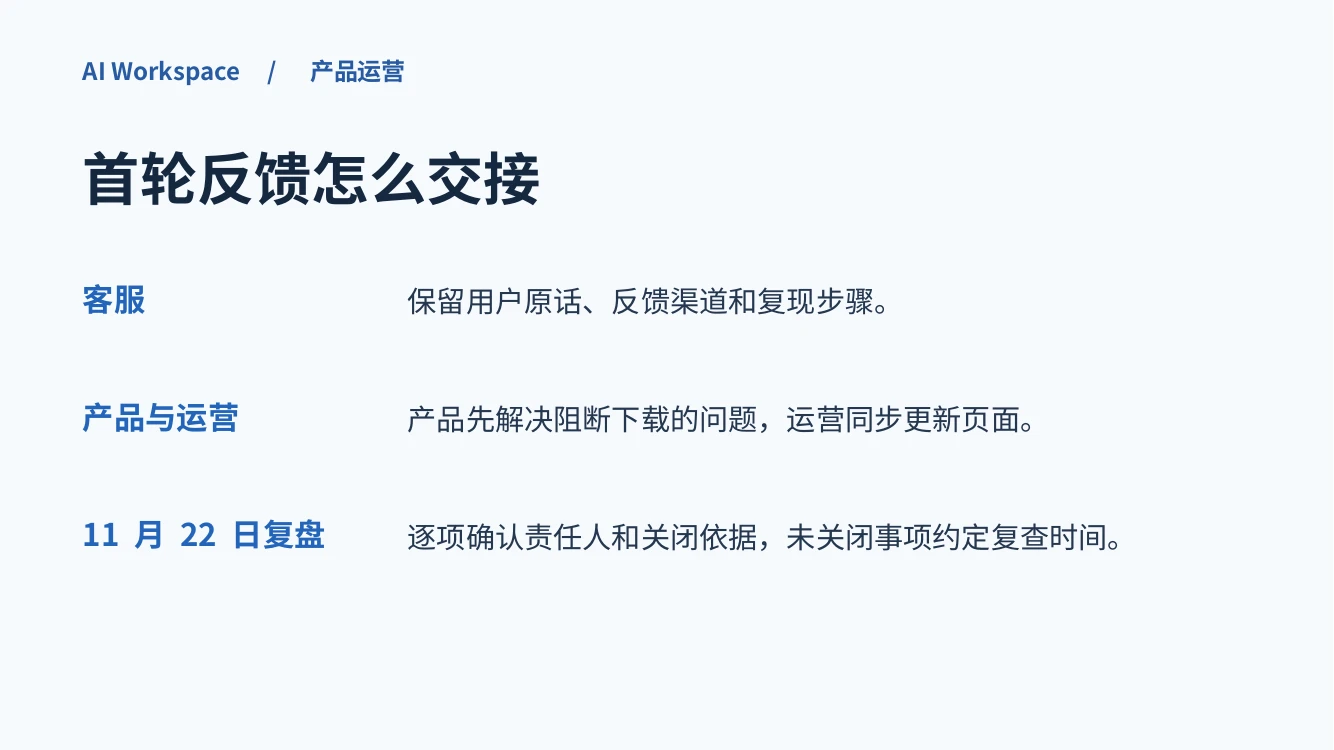 AI Workspace / 产品运营
首轮反馈怎么交接
客服 保留用户原话、反馈渠道和复现步骤。
产品与运营 产品先解决阻断下载的问题，运营同步更新页面。
11 月 22 日复盘 逐项确认责任人和关闭依据，未关闭事项约定复查时间。